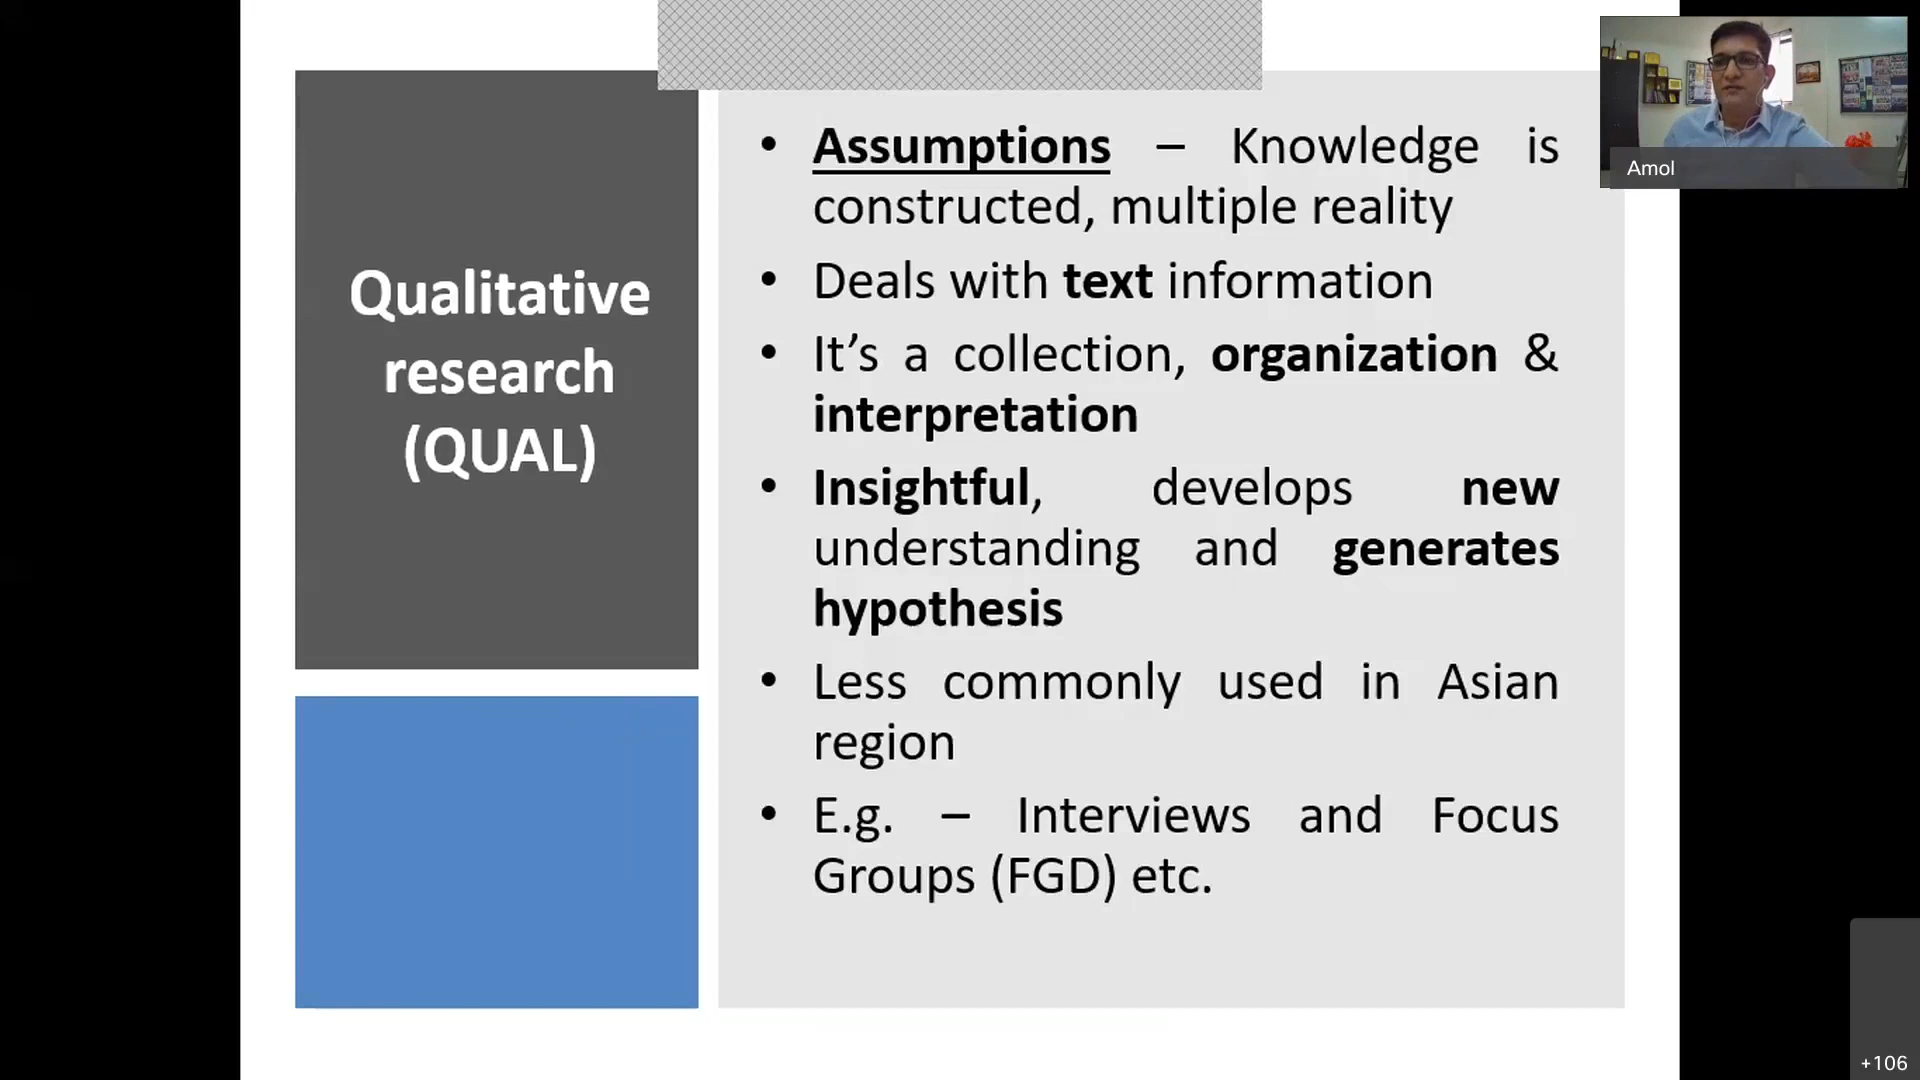 Qualitative
research
(QUAL)
• Assumptions – Knowledge is
constructed, multiple reality
• Deals with text information
• It’s a collection, organization &
interpretation
• Insightful, develops new
understanding and generates
hypothesis
• Less commonly used in Asian
region
• E.g. – Interviews and Focus
Groups (FGD) etc.
Amol
+106